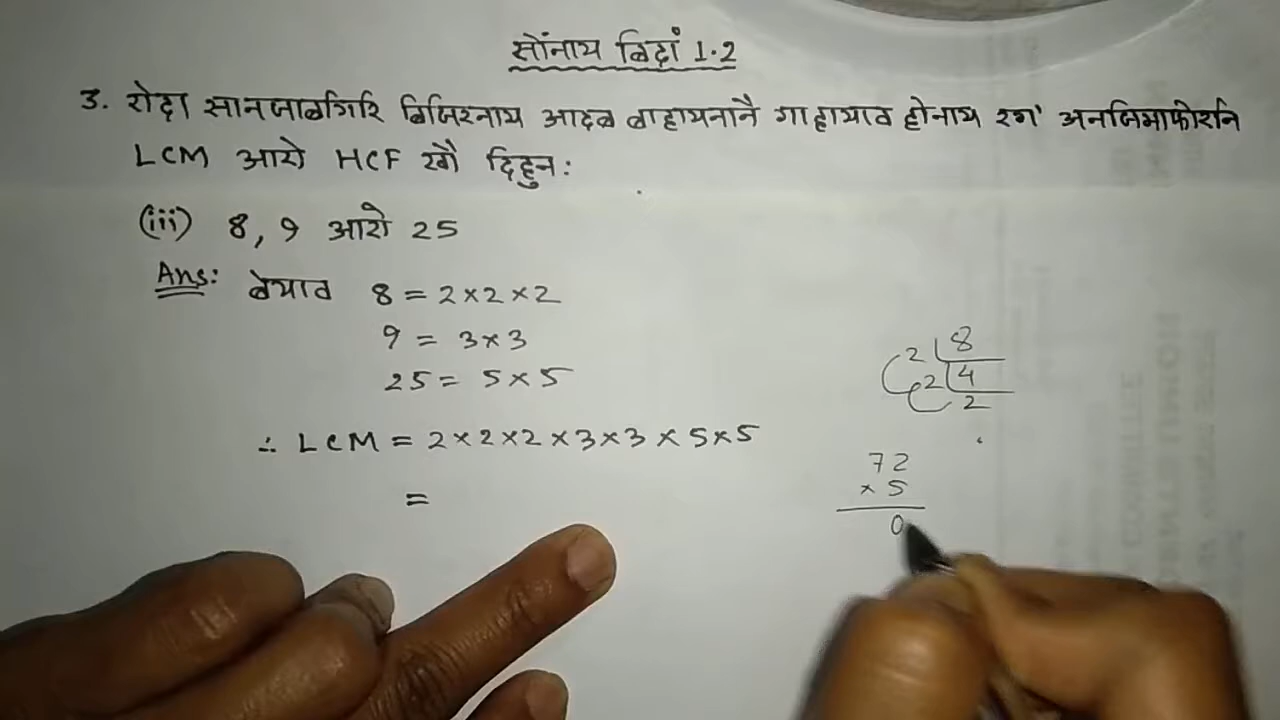 सोंनाय बिदां 1.2
3. रोदा सानजाबगिरि बिजिरनाय आदब बाहायनानै गाहायाव होनाय रग' अनजिमाफोरनि
LCM आरो HCF खौ दिहुन:
(iii) 8, 9 आरो 25
Ans: बेयाव 8 = 2×2×2
9 = 3×3
25 = 5×5
∴ LCM = 2×2×2×3×3×5×5
=
2 8
2 4
2
72
×5
0